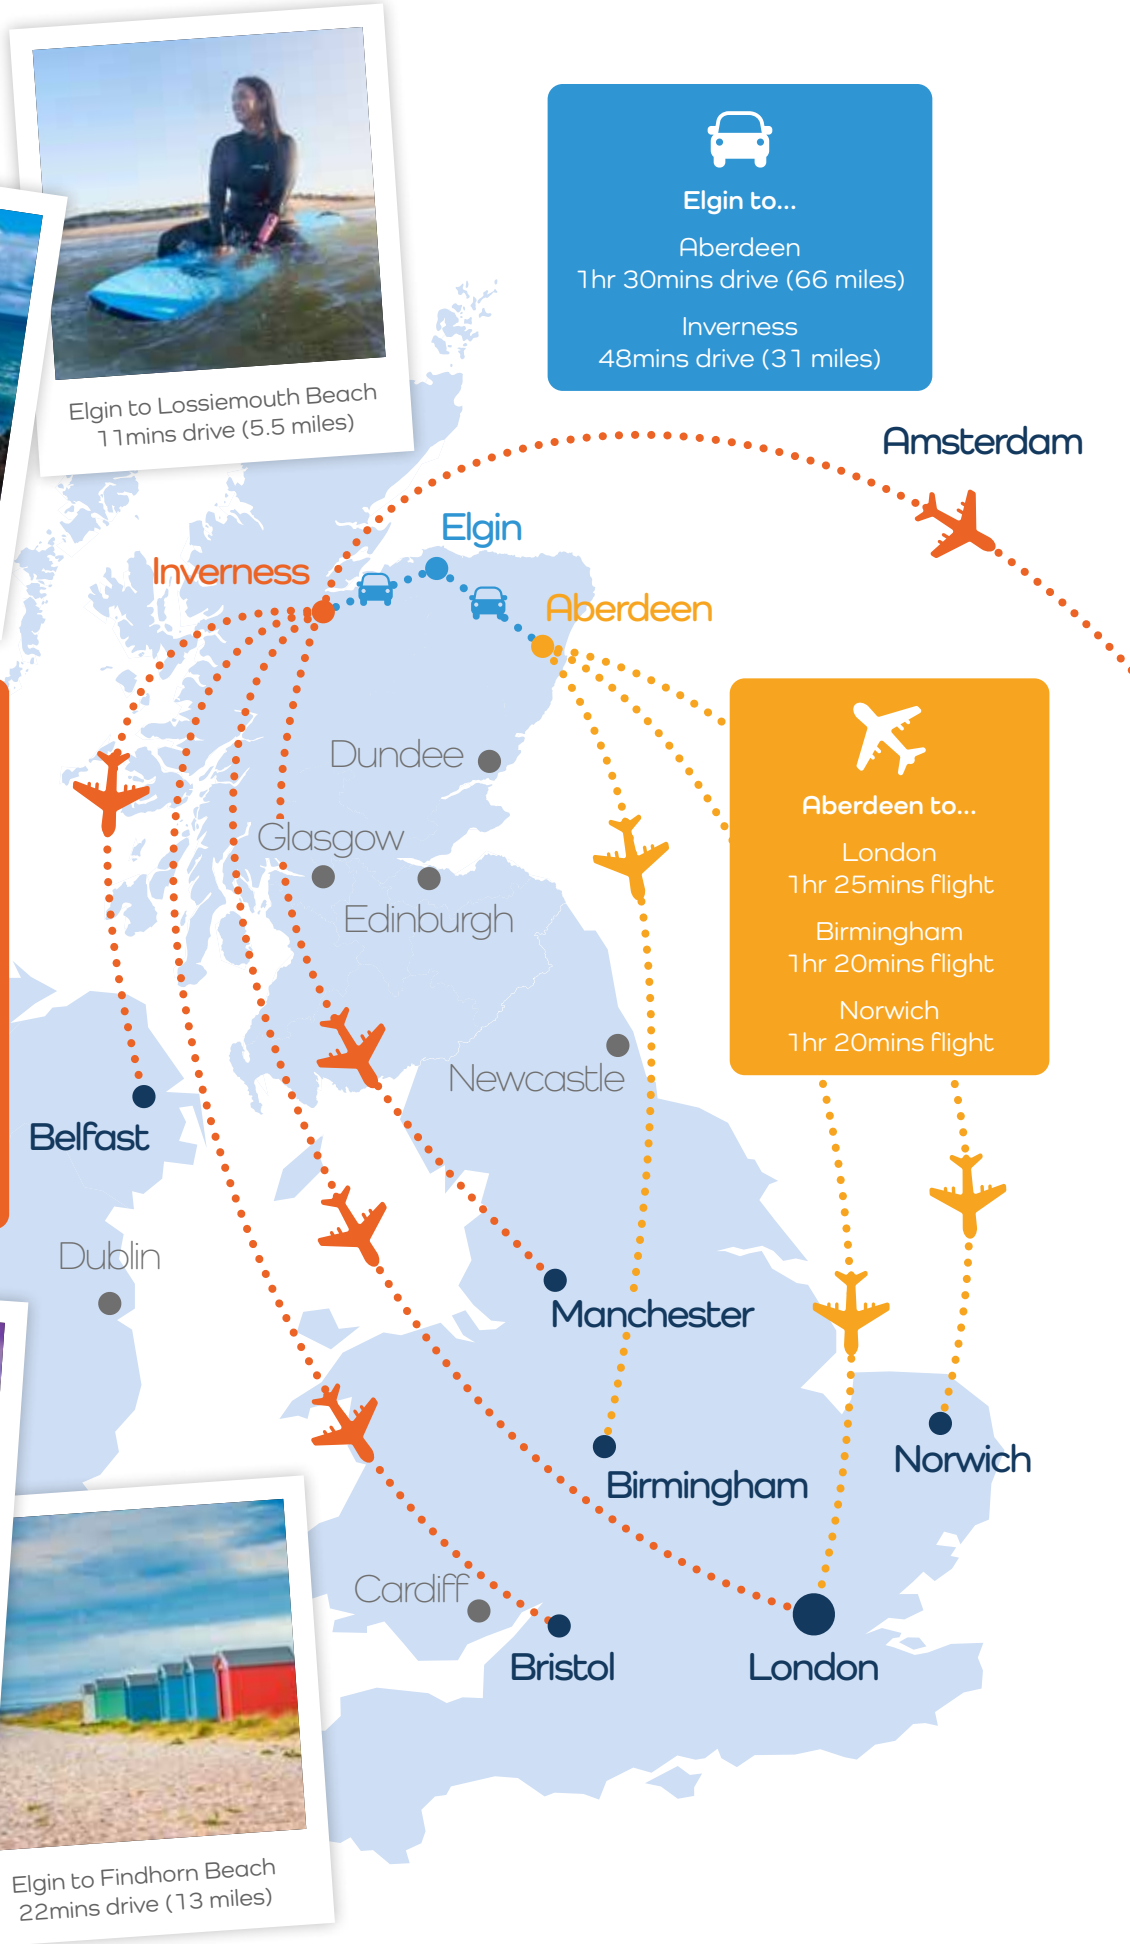 Elgin to Lossiemouth Beach
11mins drive (5.5 miles)
Elgin to...
Aberdeen
1hr 30mins drive (66 miles)
Inverness
48mins drive (31 miles)
Amsterdam
Elgin
Inverness
Aberdeen
Dundee
Glasgow
Edinburgh
Aberdeen to...
London
1hr 25mins flight
Birmingham
1hr 20mins flight
Norwich
1hr 20mins flight
Newcastle
Belfast
Dublin
Manchester
Norwich
Birmingham
Cardiff
Bristol
London
Elgin to Findhorn Beach
22mins drive (13 miles)